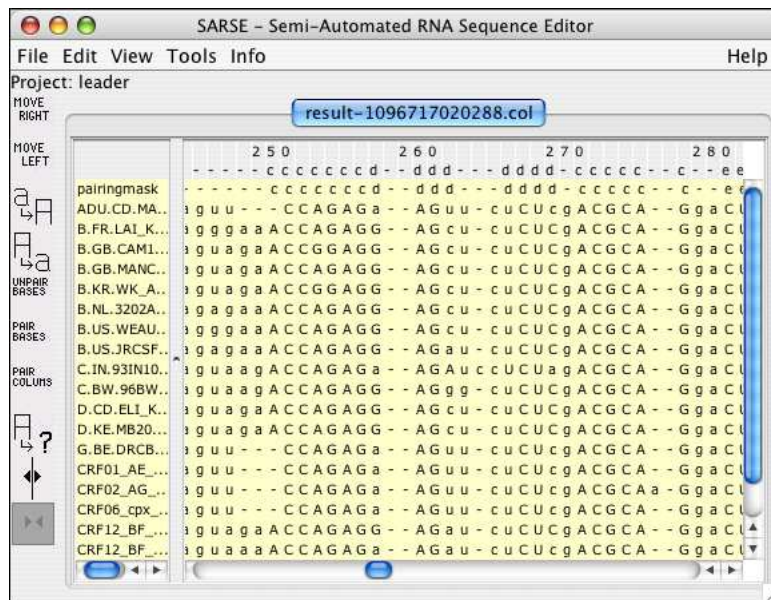 SARSE – Semi-Automated RNA Sequence Editor
File Edit View Tools Info Help
Project: leader
MOVE RIGHT
result-1096717020288.col
MOVE LEFT
250 260 270 280
- - - - - c c c c c c c d - - d d d - - - d d d d - c c c c c - - c - - e e
pairingmask - - - - - - c c c c c c c d - - d d d - - - d d d d - c c c c c - - c - - e e
ADU.CD.MA.. a g u u - - - C C A G A G a - - A G u u - c u C U c g A C G C A - - G g a C U
B.FR.LAI_K... a g g g a a A C C A G A G G - - A G c u - c u C U C g A C G C A - - G g a C U
B.GB.CAM1... a g u a g a A C C G G A G G - - A G c u - c u C U C g A C G C A - - G g a C U
B.GB.MANC... a g u a g a A C C A G A G G - - A G c u - c u C U C g A C G C A - - G g a C U
B.KR.WK_A... a g u a g a A C C G G A G G - - A G c u - c u C U C g A C G C A - - G g a C U
B.NL.3202A... a g u a g a A C C A G A G G - - A G c u - c u C U C g A C G C A - - G g a C U
B.US.WEAU... a g g g a a A C C A G A G G - - A G c u - c u C U C g A C G C A - - G g a C U
B.US.JRCSF.. a g a g a a A C C A G A G G - - A G a u - c u C U C g A C G C A - - G g a C U
C.IN.93IN10.. a g u a a g A C C A G A G a - - A G A u c c U C U a g A C G C A - - G g a C U
C.BW.96BW... a g u a g a A C C A G A G G - - A G g g - c u C U C g A C G C A - - G g a C U
D.CD.ELI_K... a g u a g a A C C A G A G G - - A G c u - c u C U C g A C G C A - - G g a C U
D.KE.MB20... a g u a g a A C C A G A G G - - A G c u - c u C U C g A C G C A - - G g a C U
G.BE.DRCB... a g u u - - - C C A G A G a - - A G u u - c u C U c g A C G C A - - G g a C U
CRF01_AE_... a g u u - - - C C A G A G a - - A G u u - c u C U c g A C G C A - - G g a C U
CRF02_AG_.. a g u u - - - C C A G A G a - - A G u u - c u C U c g A C G C A a - G g a C U
CRF06_cpx_.. a g u u - - - C C A G A G a - - A G u u - c u C U c g A C G C A - - G g a C U
CRF12_BF_... a g u a g a A C C A G A G G - - A G a u - c u C U c g A C G C A - - G g a C U
CRF12_BF_... a g u a a a A C C A G A G a - - A G a u - c u C U c g A C G C A - - G g a C U
a A
A a
UNPAIR BASES
PAIR BASES
PAIR COLUMS
A ?